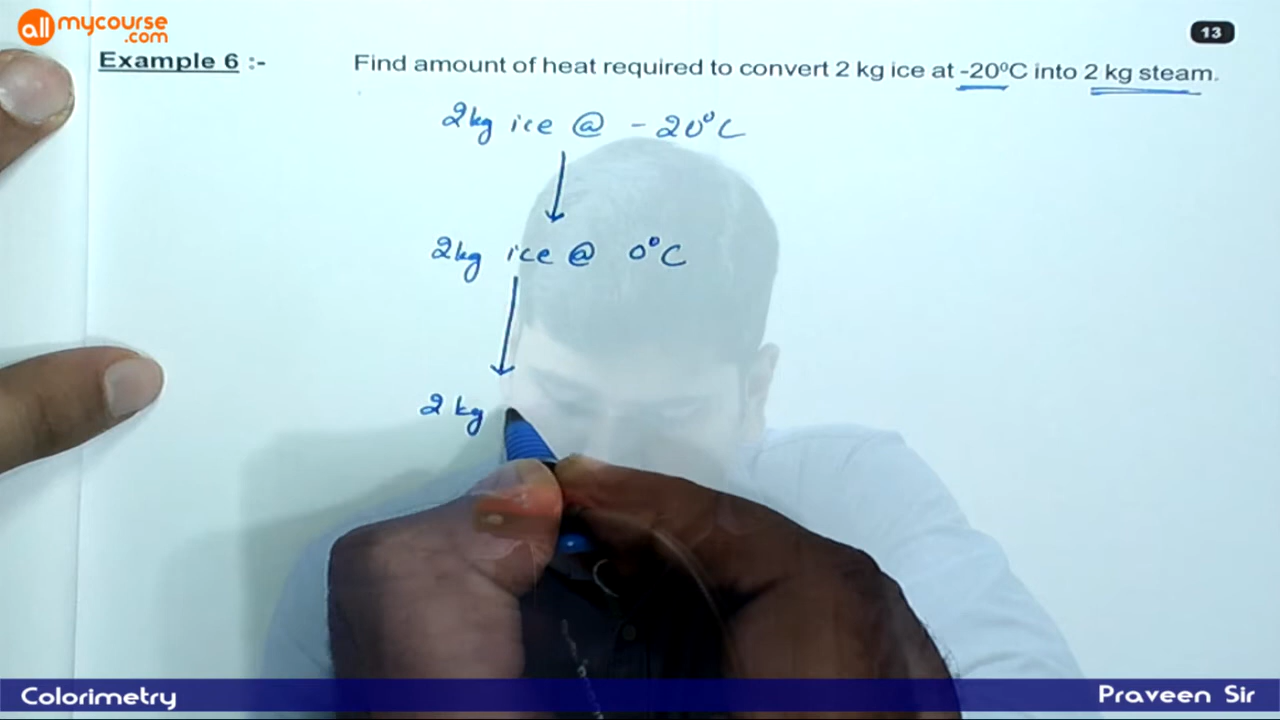 all mycourse
.com
13
Example 6 :- Find amount of heat required to convert 2 kg ice at -20⁰C into 2 kg steam.
2kg ice @ - 20°C
2kg ice @ 0°C
2 kg
Colorimetry
Praveen Sir